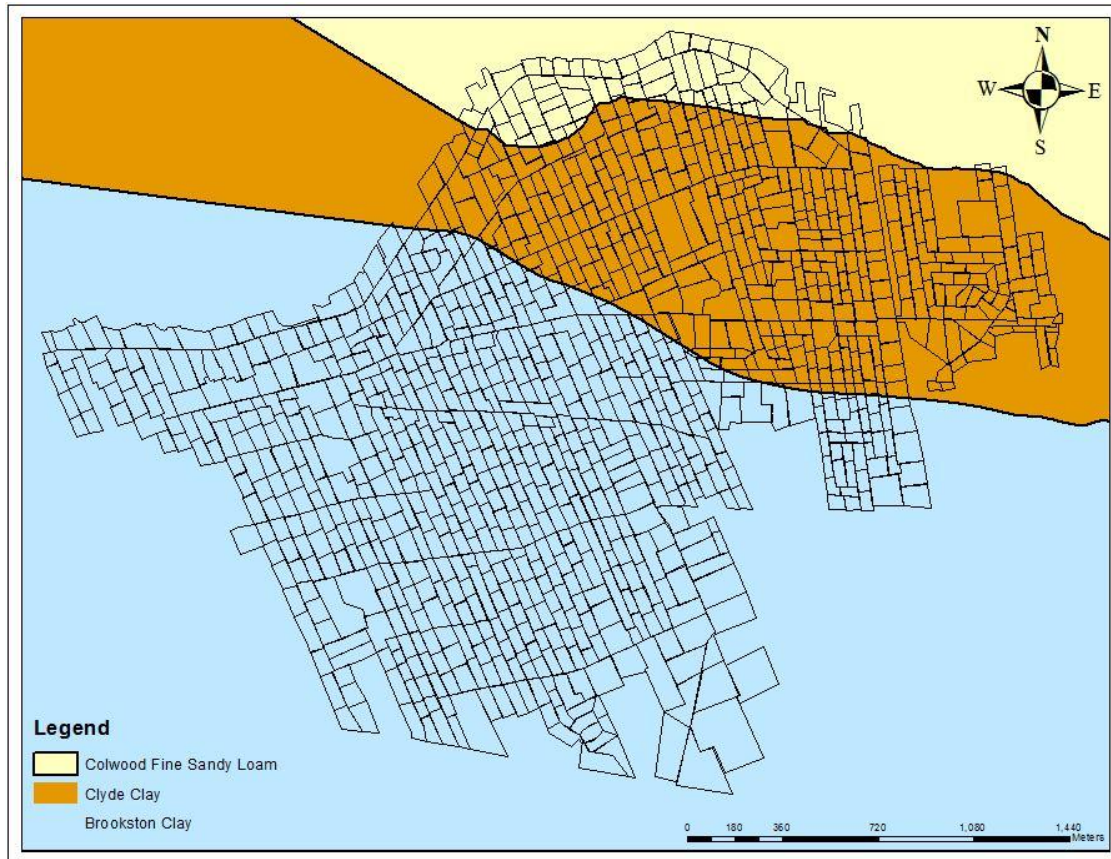 N
W E
S
Legend
Colwood Fine Sandy Loam
Clyde Clay
Brookston Clay
0 180 360 720 1,080 1,440
Meters